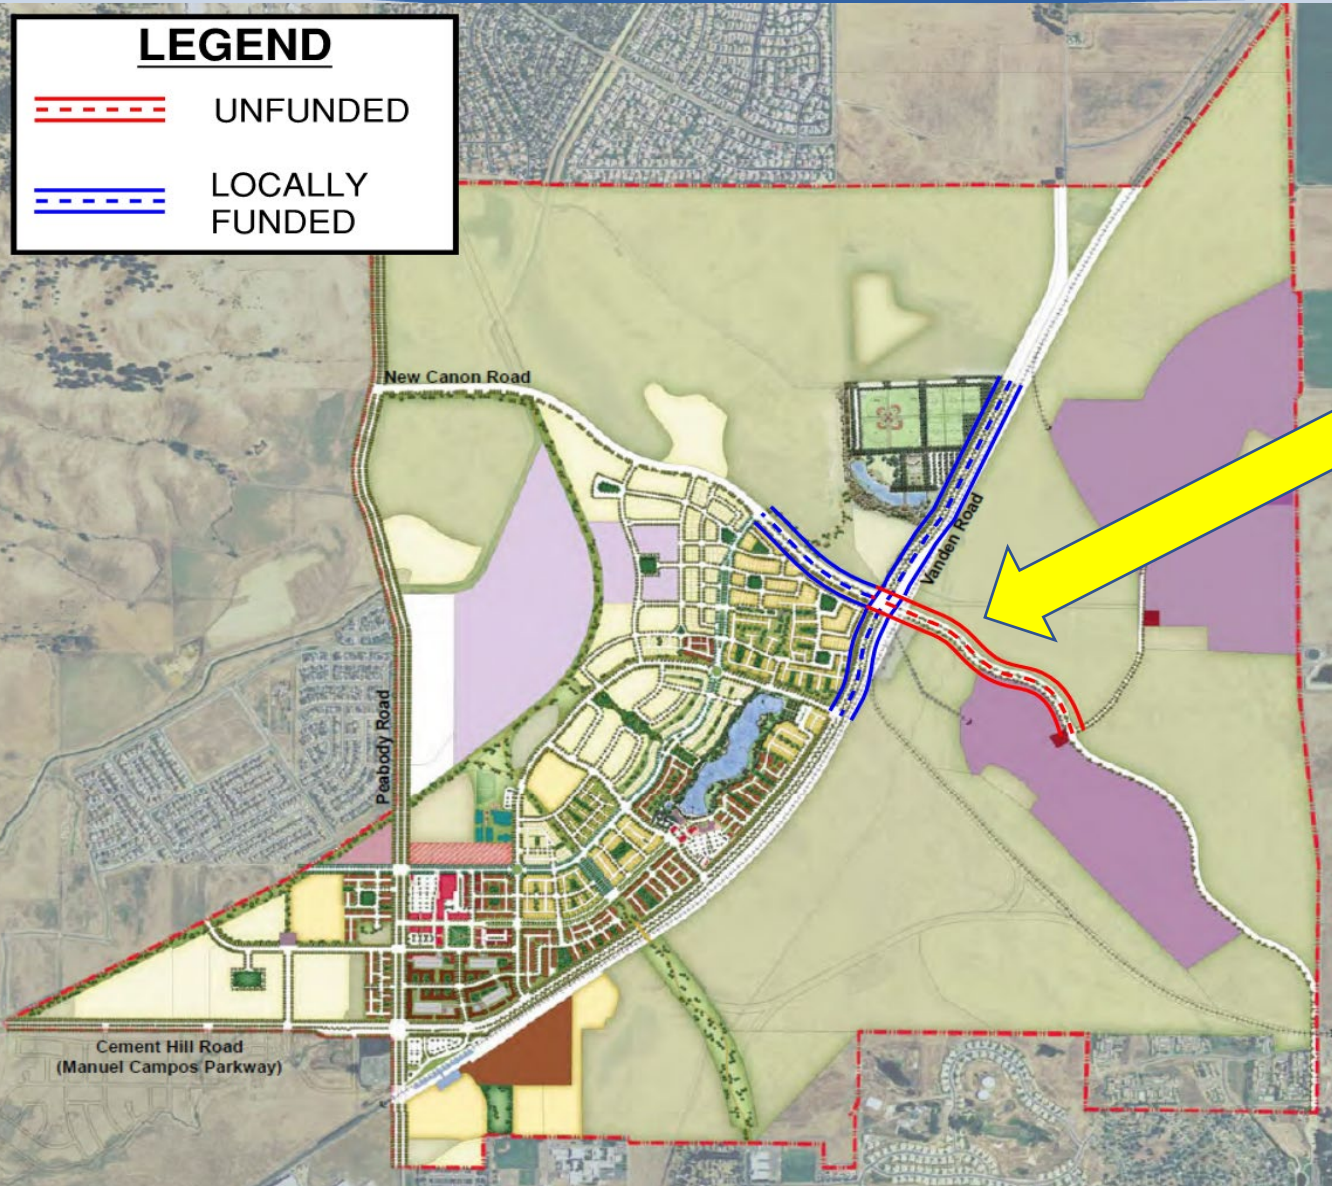 LEGEND
UNFUNDED
LOCALLY
FUNDED
New Canon Road
Vanden Road
Peabody Road
Cement Hill Road
(Manuel Campos Parkway)